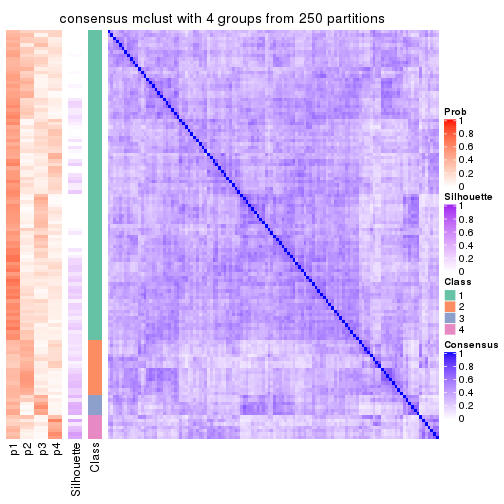 consensus mclust with 4 groups from 250 partitions
Prob
1
0.8
0.6
0.4
0.2
0
Silhouette
1
0.8
0.6
0.4
0.2
0
Class
1
2
3
4
Consensus
1
0.8
0.6
0.4
0.2
0
p1
p2
p3
p4
Silhouette
Class